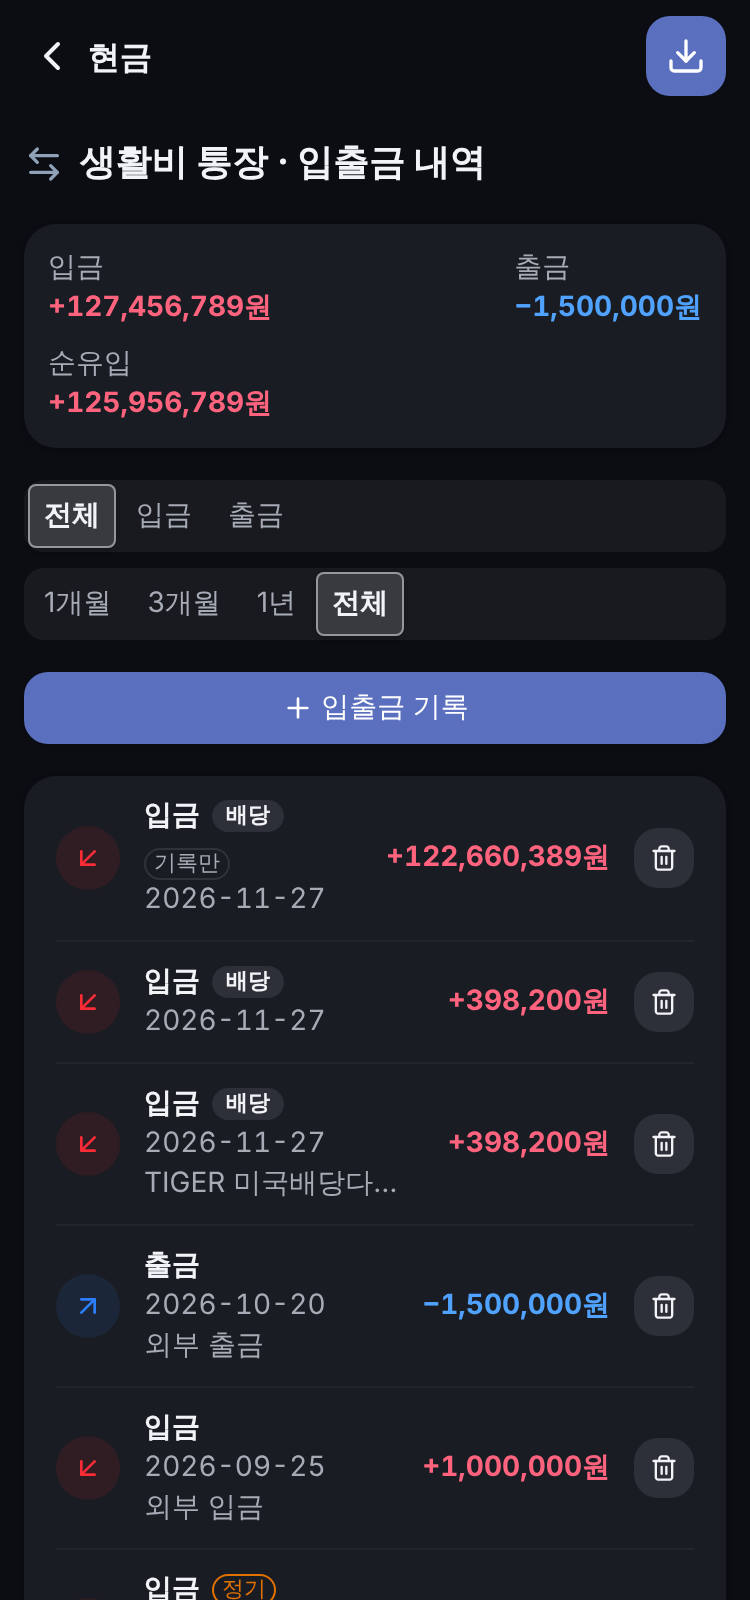 현금
생활비 통장 · 입출금 내역
입금
출금
+127,456,789원
−1,500,000원
순유입
+125,956,789원
전체 입금 출금
1개월 3개월 1년 전체
+ 입출금 기록
입금 배당
기록만
+122,660,389원
2026-11-27
입금 배당
2026-11-27
+398,200원
입금 배당
2026-11-27
+398,200원
TIGER 미국배당다...
출금
2026-10-20
−1,500,000원
외부 출금
입금
2026-09-25
+1,000,000원
외부 입금
입금 정기